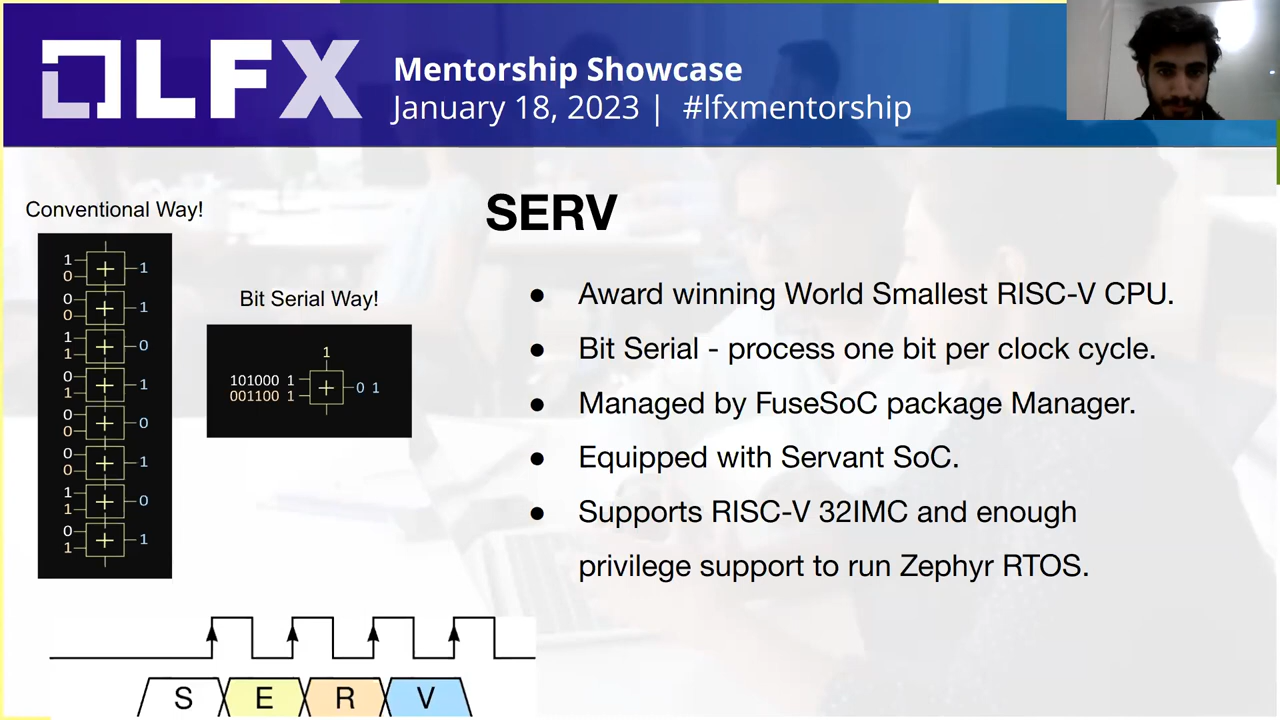 LFX
Mentorship Showcase
January 18, 2023 | #lfxmentorship
Conventional Way!
1
0
+
1
0
0
+
1
1
1
+
0
0
1
+
1
0
0
+
0
0
0
+
1
1
1
+
0
0
1
+
1
Bit Serial Way!
1
101000 1
001100 1
+
0 1
SERV
● Award winning World Smallest RISC-V CPU.
● Bit Serial - process one bit per clock cycle.
● Managed by FuseSoC package Manager.
● Equipped with Servant SoC.
● Supports RISC-V 32IMC and enough
privilege support to run Zephyr RTOS.
S E R V